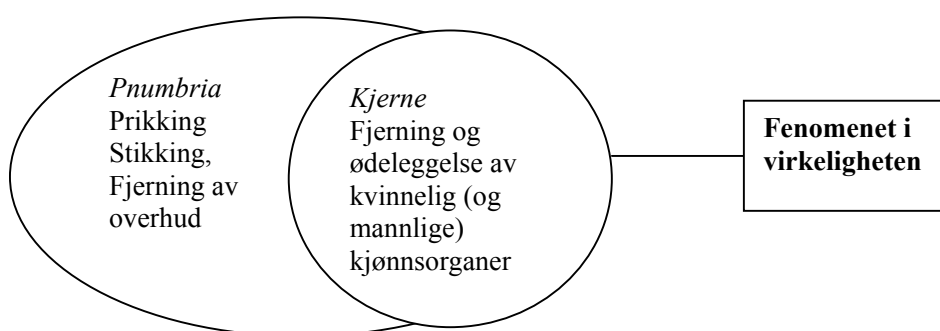 Pnumbria
Prikking
Stikking,
Fjerning av
overhud
Kjerne
Fjerning og
ødeleggelse av
kvinnelig (og
mannlige)
kjønnsorganer
Fenomenet i
virkeligheten